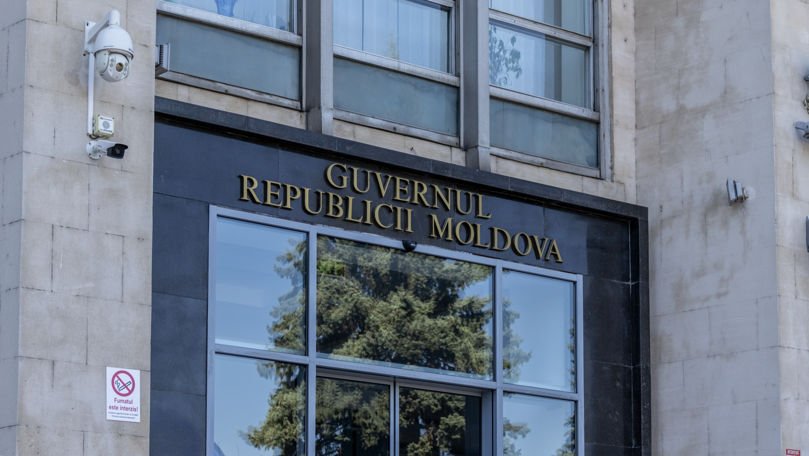 GUVERNUL
REPUBLICII MOLDOVA
Fumatul
este interzis!